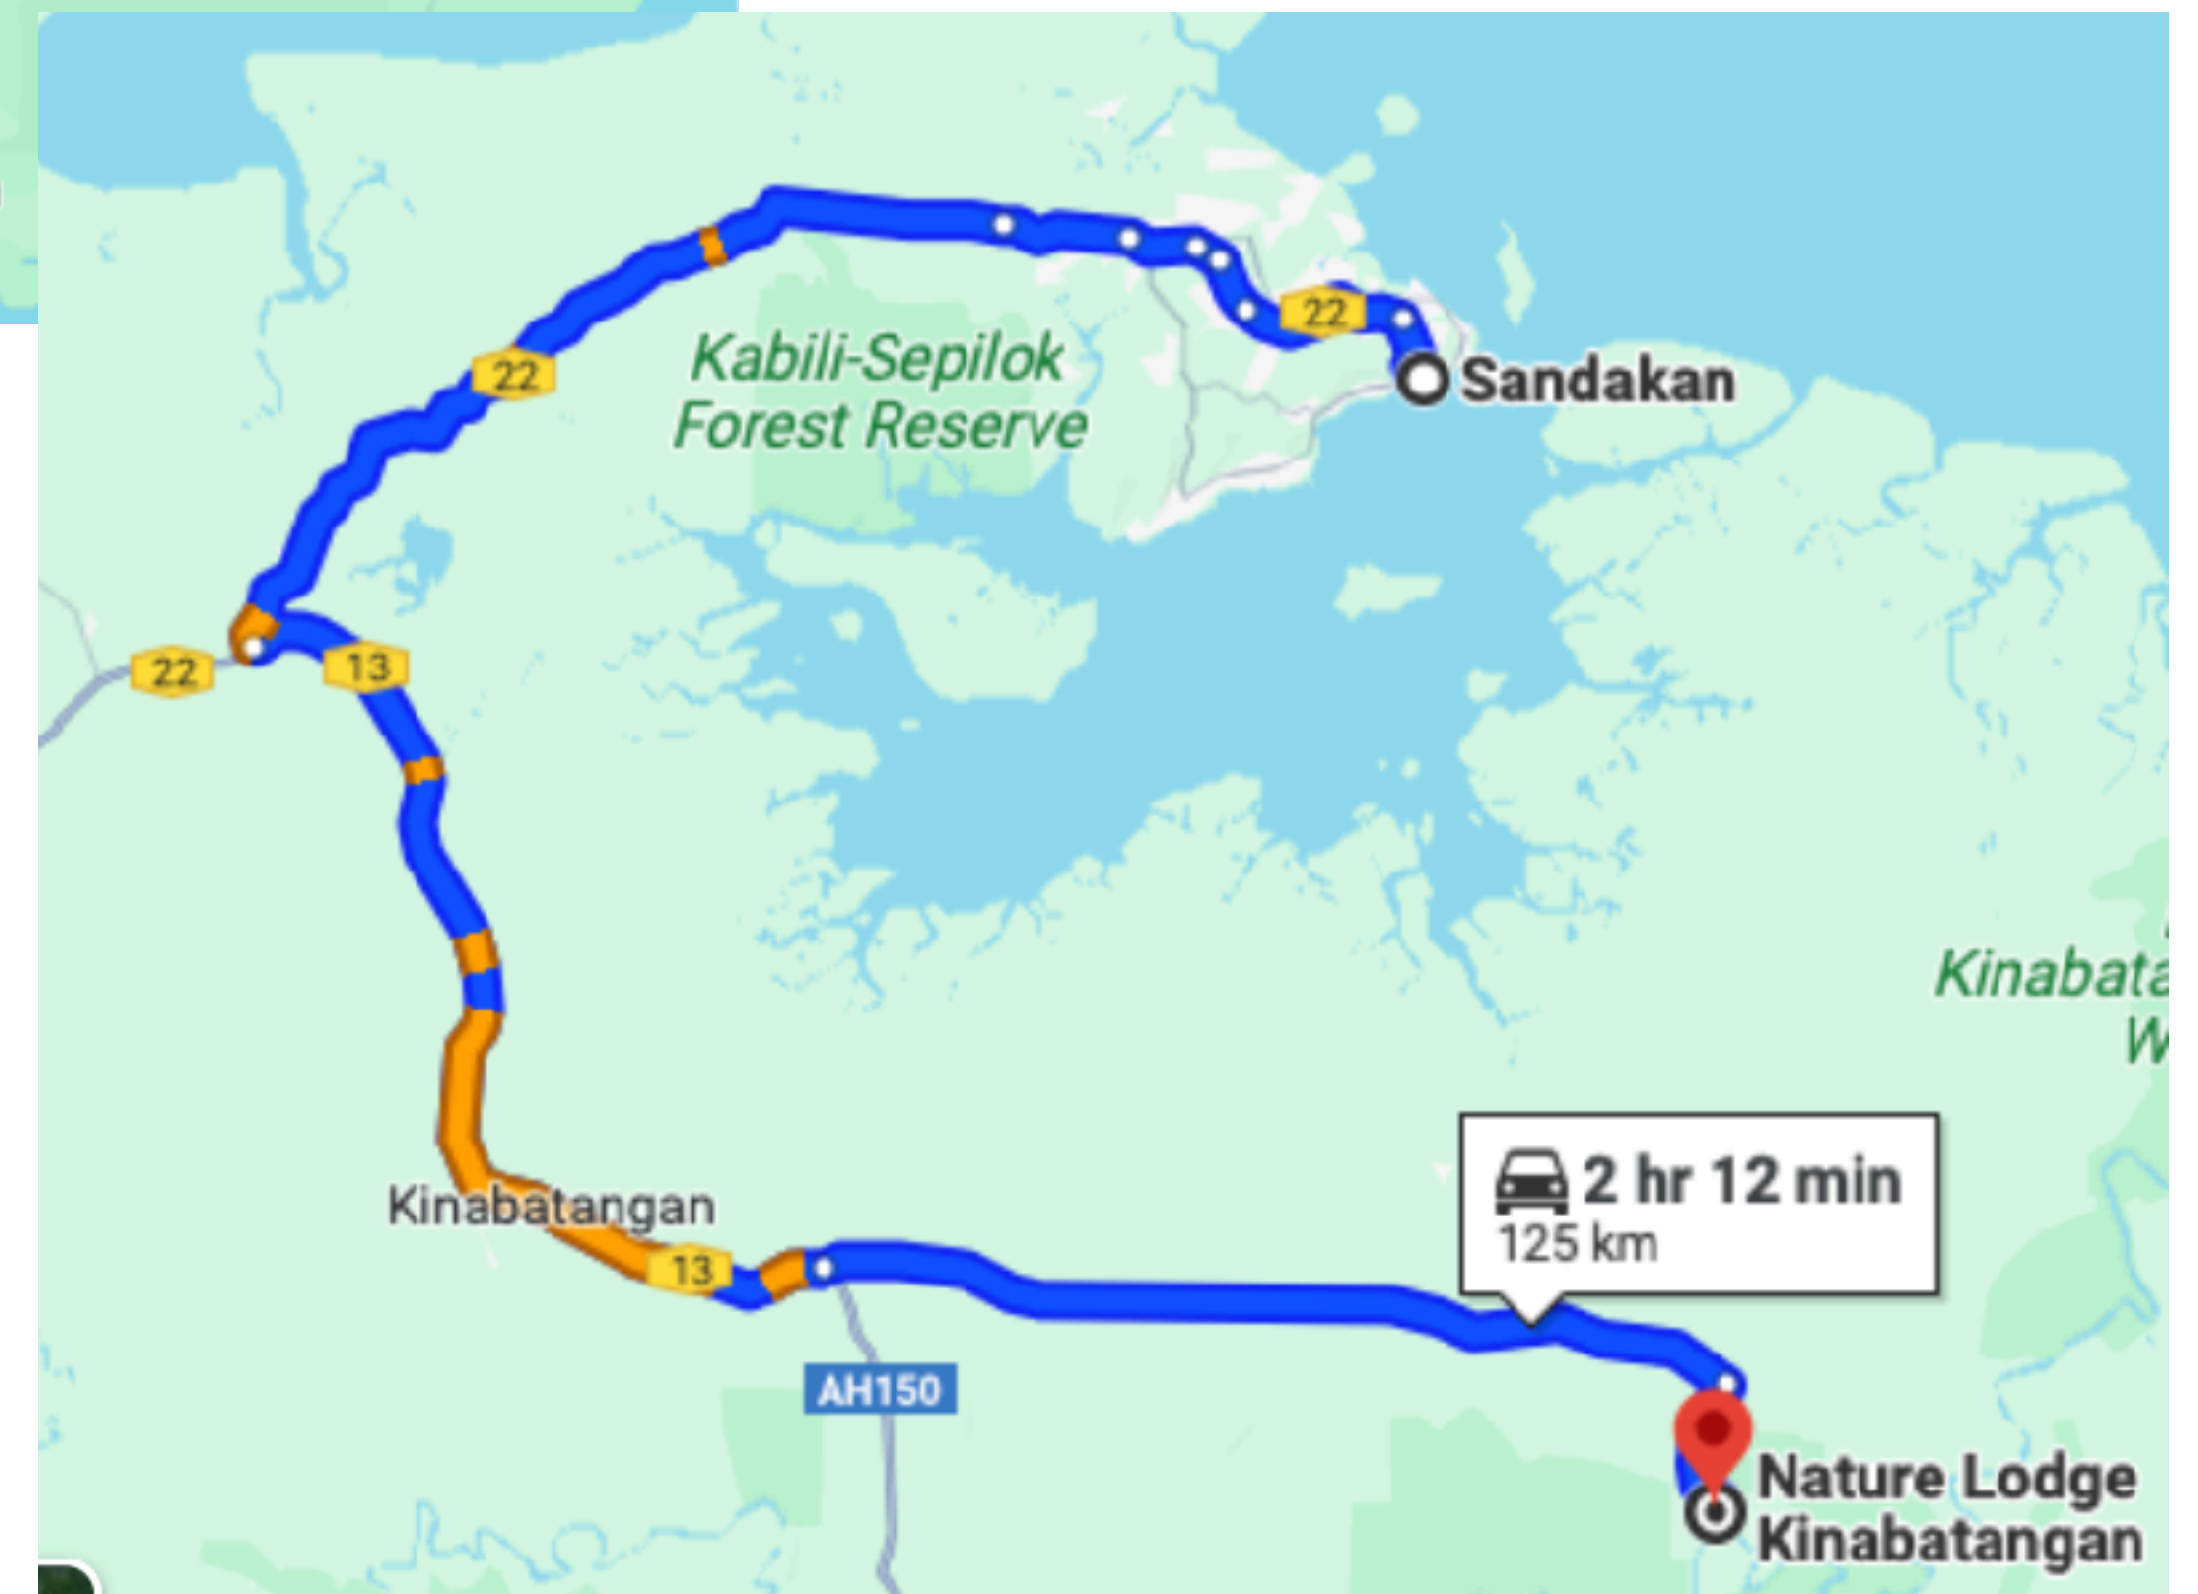 22
Kabili-Sepilok
Forest Reserve
22
Sandakan
22
13
Kinabata
W
2 hr 12 min
125 km
Kinabatangan
13
AH150
Nature Lodge
Kinabatangan